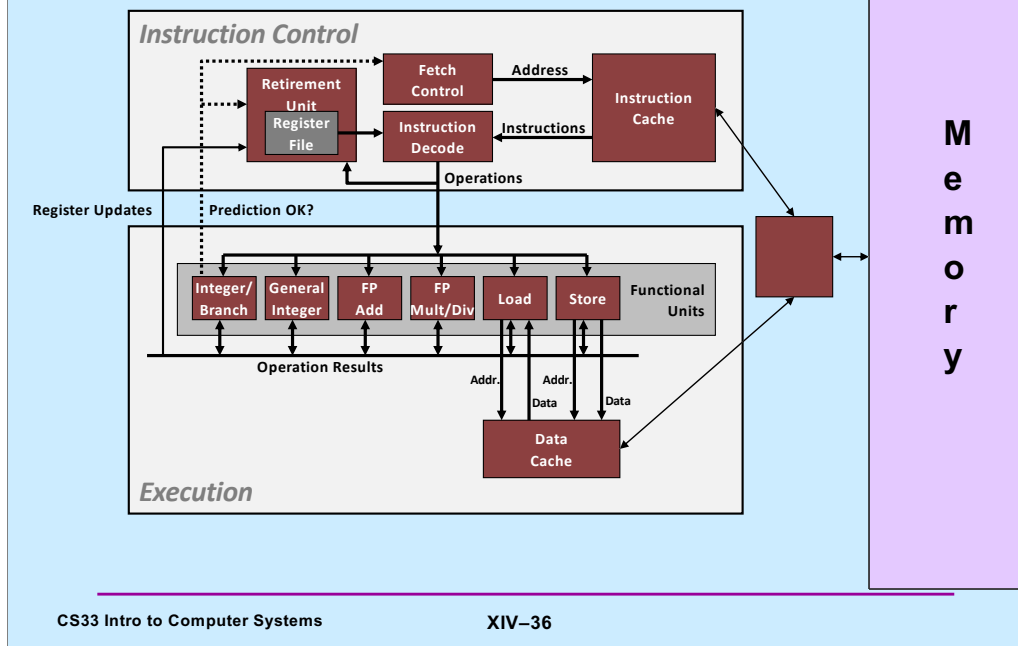 Instruction Control
Retirement
Unit
Register
File
Fetch
Control
Address
Instruction
Cache
Instruction
Decode
Instructions
Operations
Register Updates
Prediction OK?
Integer/
Branch
General
Integer
FP
Add
FP
Mult/Div
Load
Store
Functional
Units
Operation Results
Addr.
Data
Addr.
Data
Data
Cache
Execution
M
e
m
o
r
y
CS33 Intro to Computer Systems
XIV–36